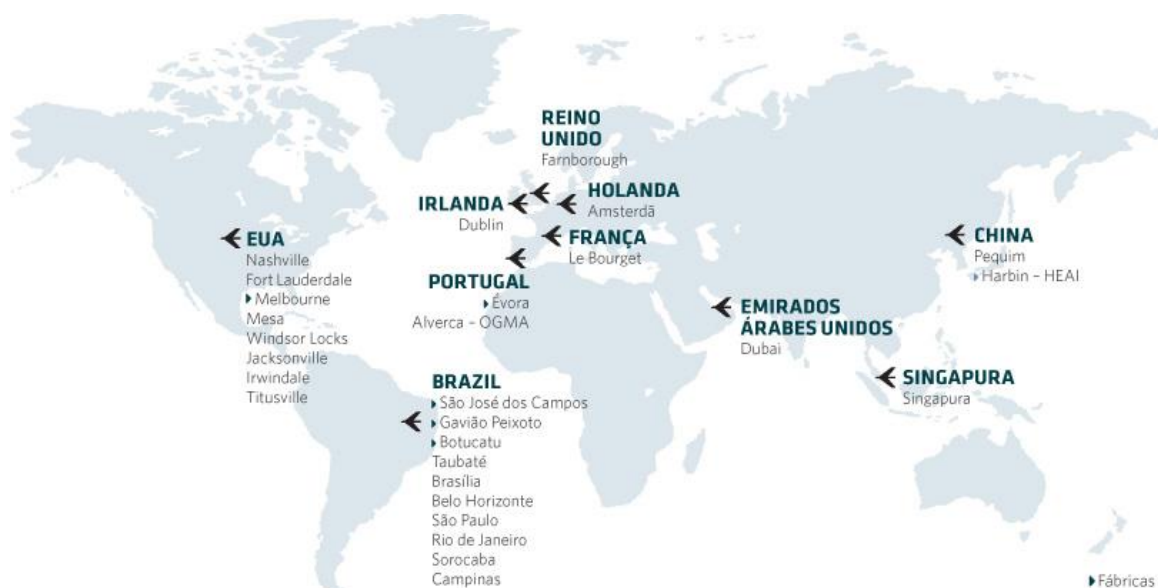 REINO
UNIDO
Farnborough
IRLANDA
Dublin
HOLANDA
Amsterdã
FRANÇA
Le Bourget
EUA
Nashville
Fort Lauderdale
Melbourne
Mesa
Windsor Locks
Jacksonville
Irwindale
Titusville
PORTUGAL
Évora
Alverca – OGMA
CHINA
Pequim
Harbin – HEAI
EMIRADOS
ÁRABES UNIDOS
Dubai
SINGAPURA
Singapura
BRAZIL
São José dos Campos
Gavião Peixoto
Botucatu
Taubaté
Brasília
Belo Horizonte
São Paulo
Rio de Janeiro
Sorocaba
Campinas
Fábricas